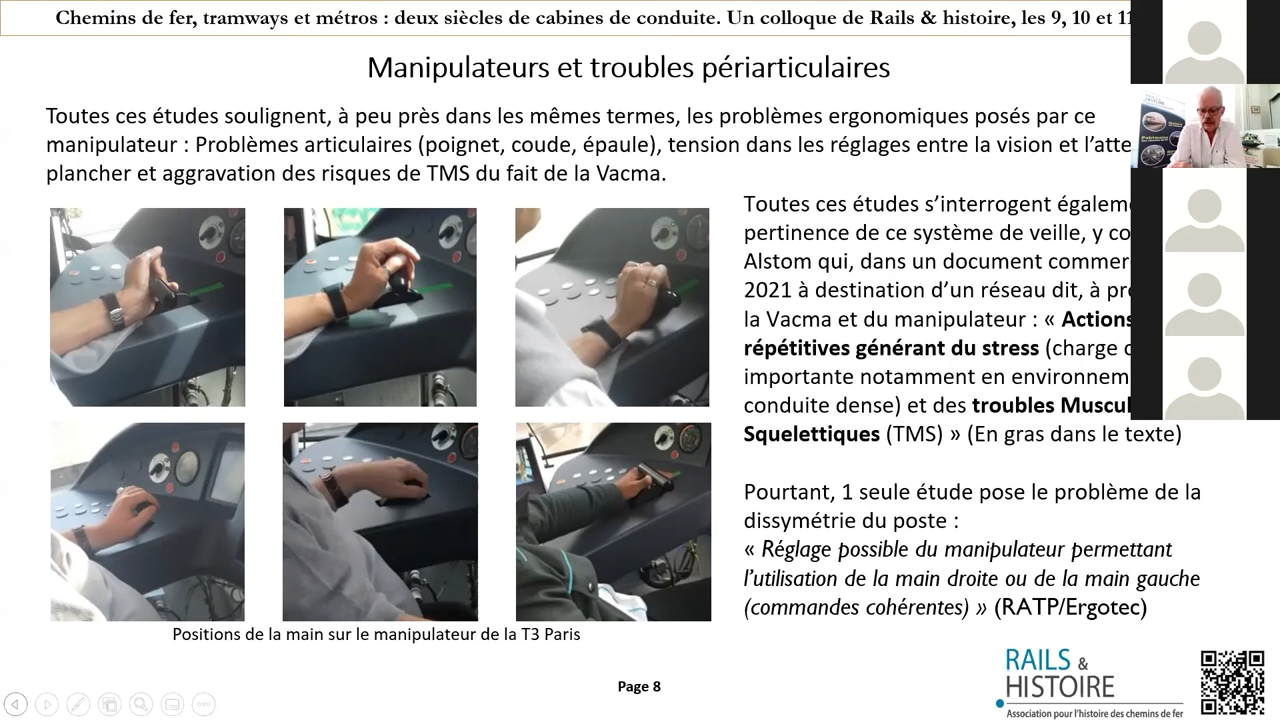 Chemins de fer, tramways et métros : deux siècles de cabines de conduite. Un colloque de Rails & histoire, les 9, 10 et 11
Manipulateurs et troubles périarticulaires
Toutes ces études soulignent, à peu près dans les mêmes termes, les problèmes ergonomiques posés par ce
manipulateur : Problèmes articulaires (poignet, coude, épaule), tension dans les réglages entre la vision et l’atte
plancher et aggravation des risques de TMS du fait de la Vacma.
Toutes ces études s’interrogent égaleme
pertinence de ce système de veille, y co
Alstom qui, dans un document commer
2021 à destination d’un réseau dit, à pr
la Vacma et du manipulateur : « Actions
répétitives générant du stress (charge
importante notamment en environnem
conduite dense) et des troubles Muscul
Squelettiques (TMS) » (En gras dans le texte)
Pourtant, 1 seule étude pose le problème de la
dissymétrie du poste :
« Réglage possible du manipulateur permettant
l’utilisation de la main droite ou de la main gauche
(commandes cohérentes) » (RATP/Ergotec)
Positions de la main sur le manipulateur de la T3 Paris
Page 8
RAILS &
HISTOIRE
Association pour l’histoire des chemins de fer